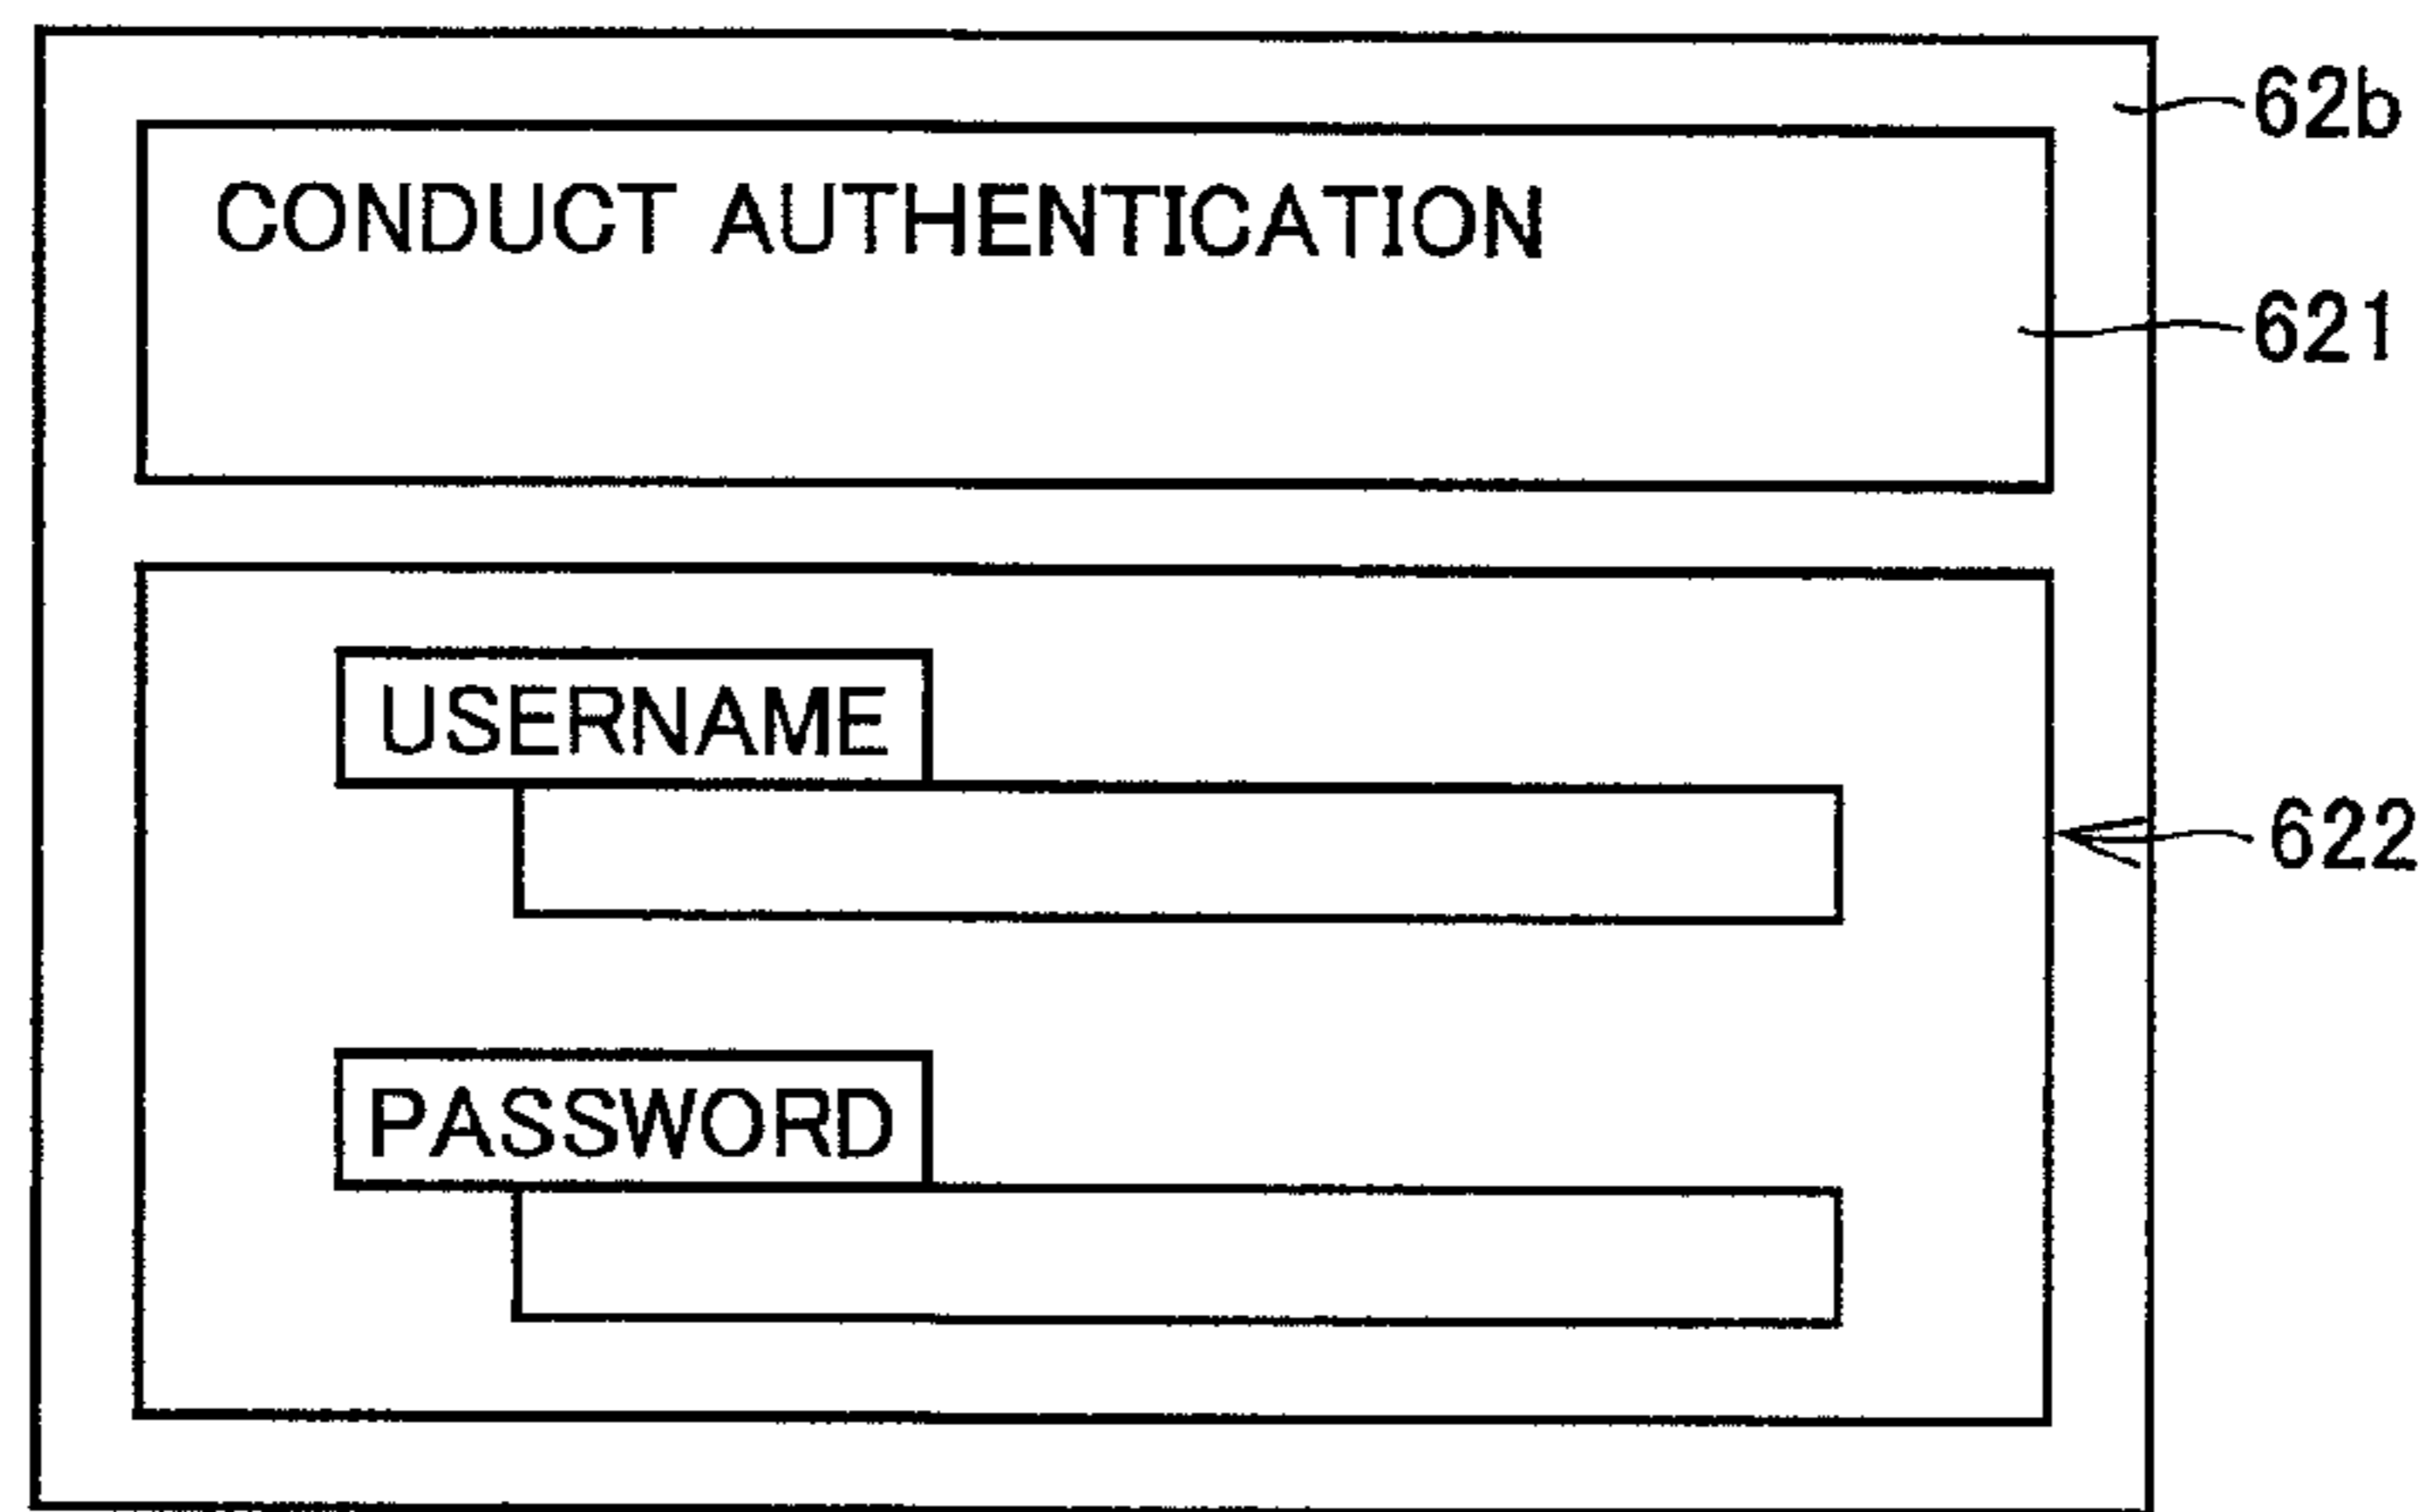 62b
CONDUCT AUTHENTICATION
621
USERNAME
622
PASSWORD